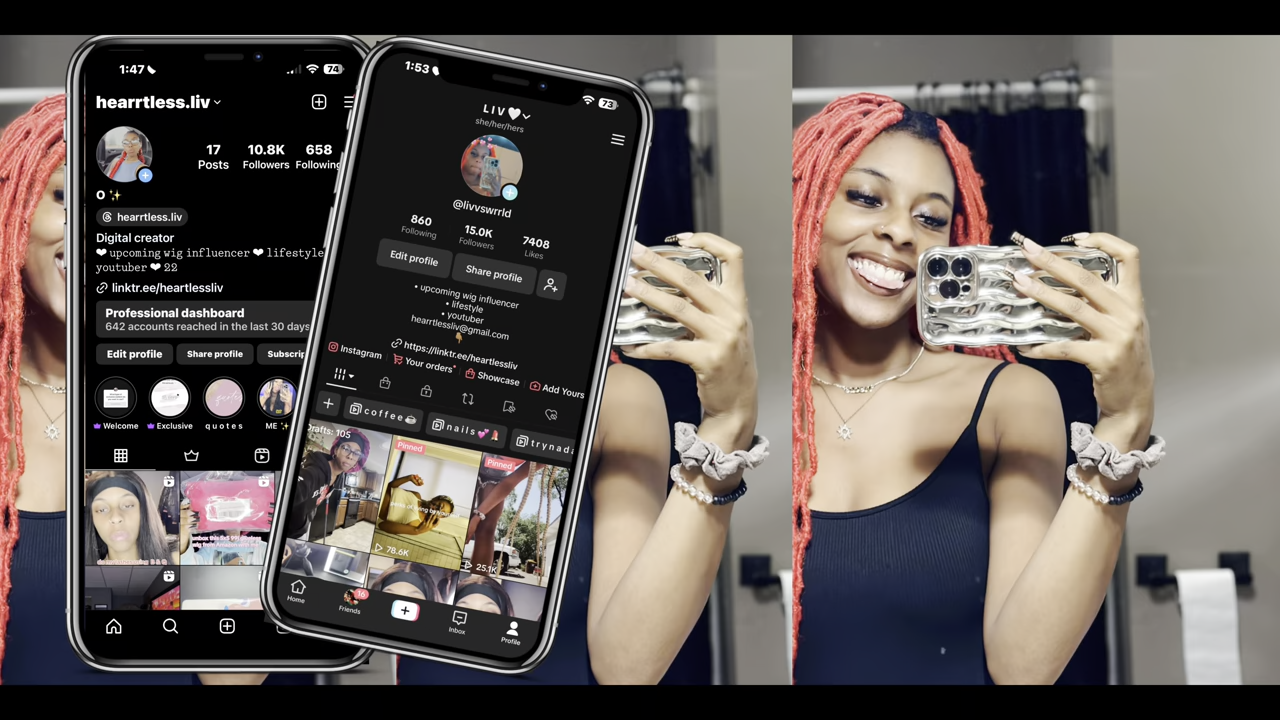 1:47
74
hearrtless.liv
17
Posts
10.8K
Followers
658
Following
O ✨
hearrtless.liv
Digital creator
❤ upcoming wig influencer ❤ lifestyle
youtuber ❤ 22
linktr.ee/heartlessliv
Professional dashboard
642 accounts reached in the last 30 days
Edit profile
Share profile
Subscrip
Welcome
Exclusive
quotes
ME ✨
1:53
73
LIV🤍
she/her/hers
@livvswrrld
860
Following
15.0K
Followers
7408
Likes
Edit profile
Share profile
• upcoming wig influencer
• lifestyle
• youtuber
hearrtlessliv@gmail.com
👇🏾
https://linktr.ee/heartlessliv
Instagram
Your orders
Showcase
Add Yours
coffee☕
nails💕💄
trynada
Drafts: 105
Pinned
78.6K
Pinned
25.1K
Home
Friends
16
Inbox
Profile